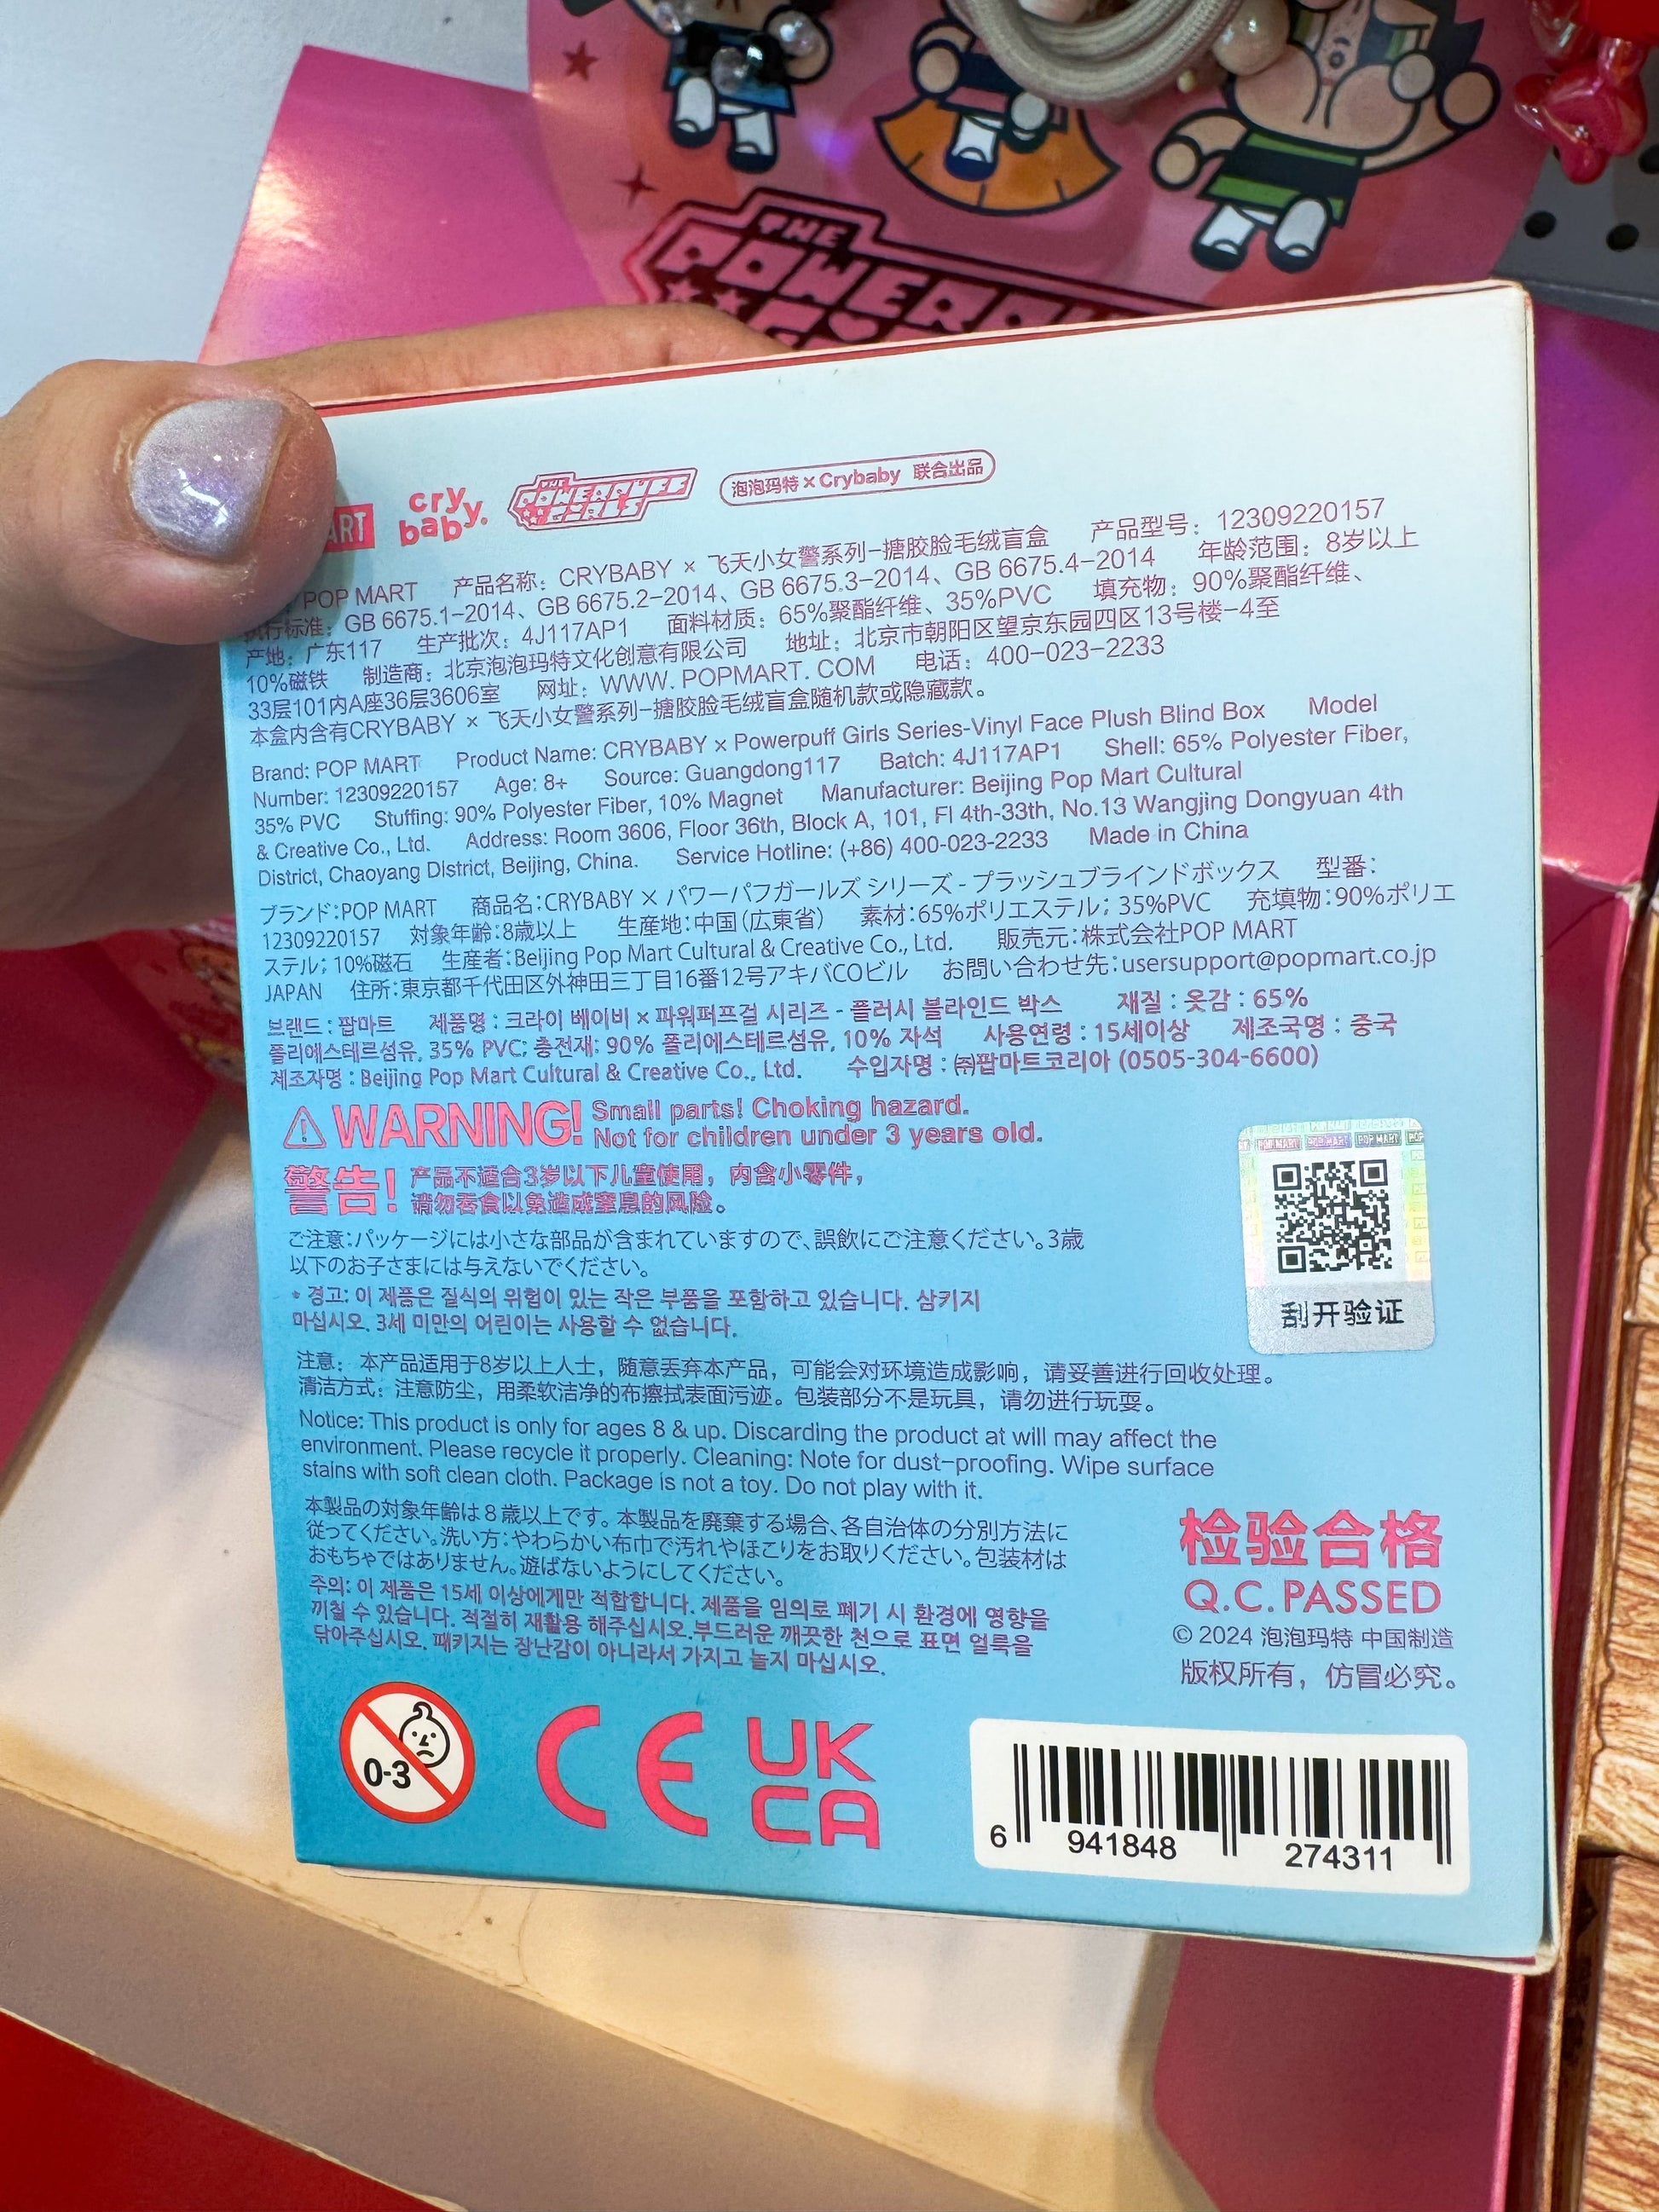 THE
POWERPU
MART
cry
baby.
THE
POWERPUFF
GIRLS
泡泡玛特×Crybaby 联合出品
POP MART 产品名称：CRYBABY × 飞天小女警系列-搪胶脸毛绒盲盒 产品型号：12309220157
执行标准：GB 6675.1-2014、GB 6675.2-2014、GB 6675.3-2014、GB 6675.4-2014 年龄范围：8岁以上
产地：广东117 生产批次：4J117AP1 面料材质：65%聚酯纤维、35%PVC 填充物：90%聚酯纤维、
10%磁铁 制造商：北京泡泡玛特文化创意有限公司 地址：北京市朝阳区望京东园四区13号楼-4至
33层101内A座36层3606室 网址：WWW.POPMART.COM 电话：400-023-2233
本盒内含有CRYBABY × 飞天小女警系列-搪胶脸毛绒盲盒随机款或隐藏款。
Brand: POP MART Product Name: CRYBABY × Powerpuff Girls Series-Vinyl Face Plush Blind Box Model
Number: 12309220157 Age: 8+ Source: Guangdong117 Batch: 4J117AP1 Shell: 65% Polyester Fiber,
35% PVC Stuffing: 90% Polyester Fiber, 10% Magnet Manufacturer: Beijing Pop Mart Cultural
& Creative Co., Ltd. Address: Room 3606, Floor 36th, Block A, 101, Fl 4th-33th, No.13 Wangjing Dongyuan 4th
District, Chaoyang District, Beijing, China. Service Hotline: (+86) 400-023-2233 Made in China
ブランド:POP MART 商品名:CRYBABY × パワーパフガールズ シリーズ - プラッシュブラインドボックス 型番:
12309220157 対象年齢:8歳以上 生産地:中国(広東省) 素材:65%ポリエステル; 35%PVC 充填物:90%ポリエ
ステル; 10%磁石 生産者:Beijing Pop Mart Cultural & Creative Co., Ltd. 販売元:株式会社POP MART
JAPAN 住所:東京都千代田区外神田三丁目16番12号アキバCOビル お問い合わせ先:usersupport@popmart.co.jp
브랜드 : 팝마트 제품명 : 크라이 베이비 × 파워퍼프걸 시리즈 - 플러시 블라인드 박스 재질 : 옷감 : 65%
폴리에스테르섬유, 35% PVC; 충전재: 90% 폴리에스테르섬유, 10% 자석 사용연령 : 15세이상 제조국명 : 중국
제조자명 : Beijing Pop Mart Cultural & Creative Co., Ltd. 수입자명 : ㈜팝마트코리아 (0505-304-6600)
WARNING! Small parts! Choking hazard.
Not for children under 3 years old.
警告! 产品不适合3岁以下儿童使用，内含小零件，
请勿吞食以免造成窒息的风险。
ご注意:パッケージには小さな部品が含まれていますので、誤飲にご注意ください。3歳
以下のお子さまには与えないでください。
* 경고: 이 제품은 질식의 위험이 있는 작은 부품을 포함하고 있습니다. 삼키지
마십시오. 3세 미만의 어린이는 사용할 수 없습니다.
POP MART POP MART POP MART POP
刮开验证
注意：本产品适用于8岁以上人士，随意丢弃本产品，可能会对环境造成影响，请妥善进行回收处理。
清洁方式：注意防尘，用柔软洁净的布擦拭表面污迹。包装部分不是玩具，请勿进行玩耍。
Notice: This product is only for ages 8 & up. Discarding the product at will may affect the
environment. Please recycle it properly. Cleaning: Note for dust-proofing. Wipe surface
stains with soft clean cloth. Package is not a toy. Do not play with it.
本製品の対象年齢は8歳以上です。本製品を廃棄する場合、各自治体の分別方法に
従ってください。洗い方:やわらかい布巾で汚れやほこりをお取りください。包装材は
おもちゃではありません。遊ばないようにしてください。
주의: 이 제품은 15세 이상에게만 적합합니다. 제품을 임의로 폐기 시 환경에 영향을
끼칠 수 있습니다. 적절히 재활용 해주십시오.부드러운 깨끗한 천으로 표면 얼룩을
닦아주십시오. 패키지는 장난감이 아니라서 가지고 놀지 마십시오.
检验合格
Q.C.PASSED
© 2024 泡泡玛特 中国制造
版权所有，仿冒必究。
0-3
CE
UK
CA
6 941848 274311